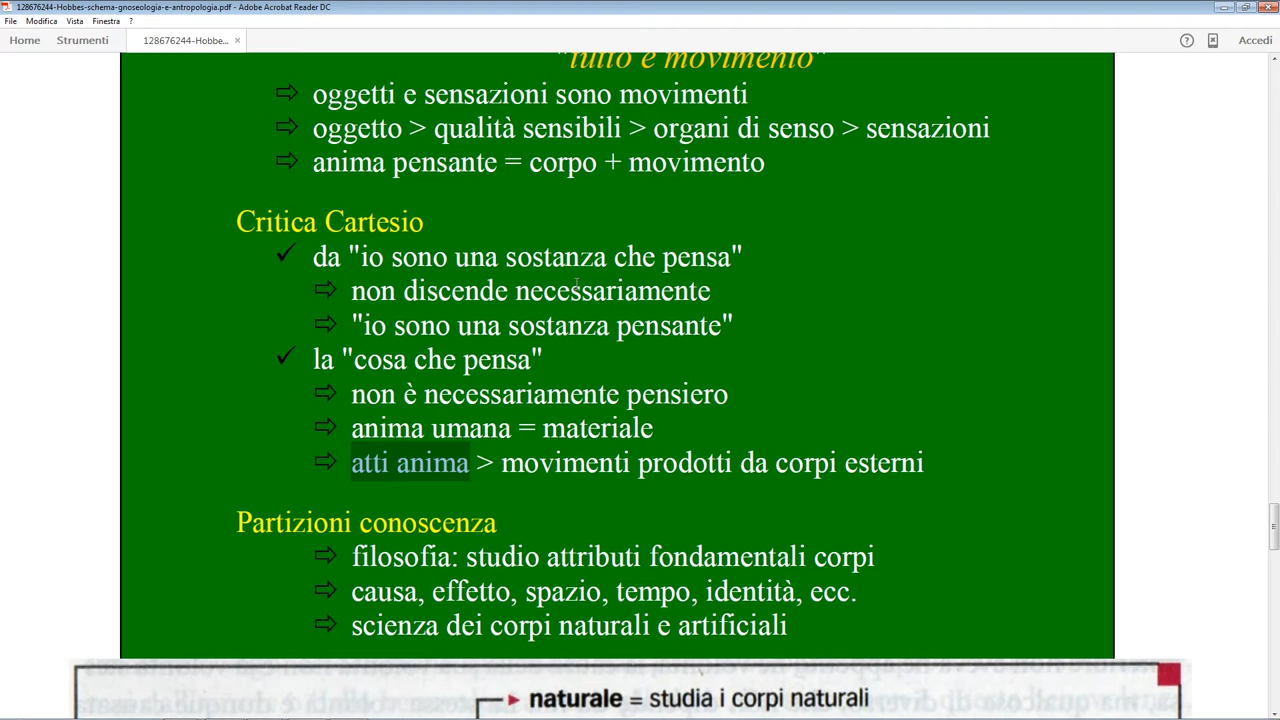 128676244-Hobbes-schema-gnoseologia-e-antropologia.pdf - Adobe Acrobat Reader DC
File Modifica Vista Finestra ?
Home Strumenti 128676244-Hobbe... × Accedi
"tutto è movimento"
oggetti e sensazioni sono movimenti
oggetto > qualità sensibili > organi di senso > sensazioni
anima pensante = corpo + movimento
Critica Cartesio
da "io sono una sostanza che pensa"
non discende necessariamente
"io sono una sostanza pensante"
la "cosa che pensa"
non è necessariamente pensiero
anima umana = materiale
atti anima > movimenti prodotti da corpi esterni
Partizioni conoscenza
filosofia: studio attributi fondamentali corpi
causa, effetto, spazio, tempo, identità, ecc.
scienza dei corpi naturali e artificiali
naturale = studia i corpi naturali